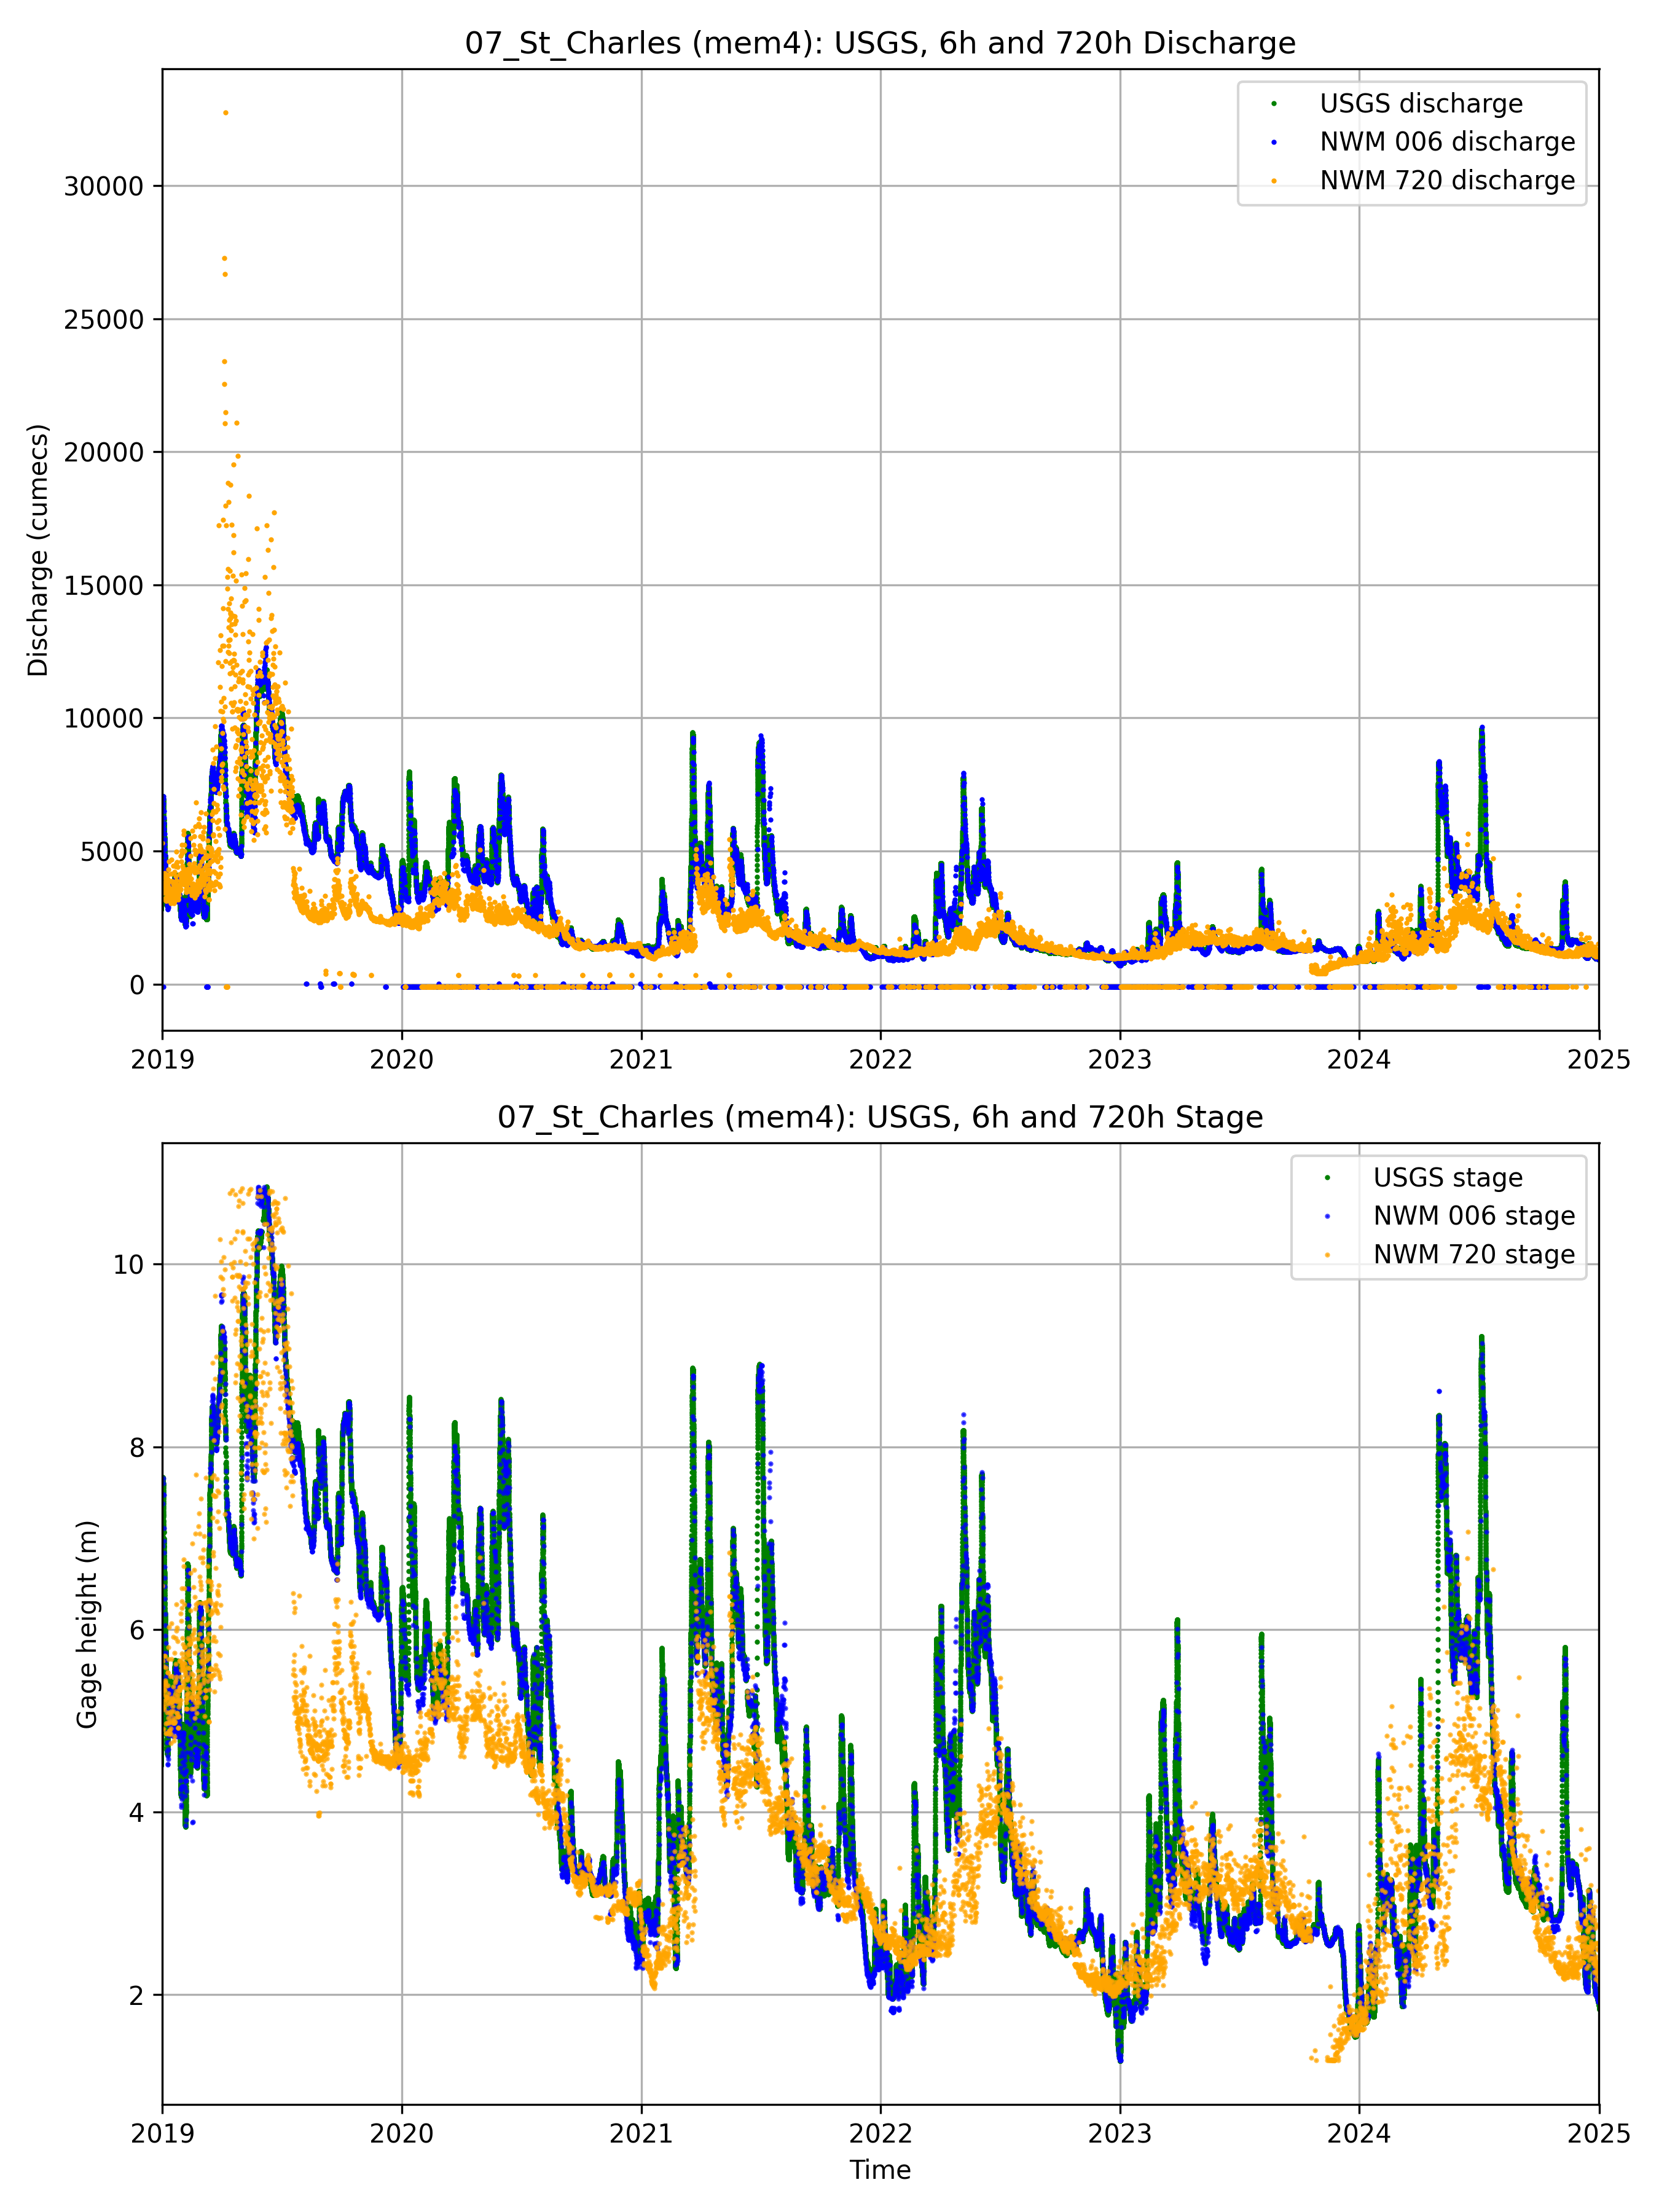 07_St_Charles (mem4): USGS, 6h and 720h Discharge
USGS discharge
NWM 006 discharge
NWM 720 discharge
Discharge (cumecs)
30000
25000
20000
15000
10000
5000
0
2019
2020
2021
2022
2023
2024
2025
07_St_Charles (mem4): USGS, 6h and 720h Stage
USGS stage
NWM 006 stage
NWM 720 stage
Gage height (m)
10
8
6
4
2
2019
2020
2021
2022
2023
2024
2025
Time